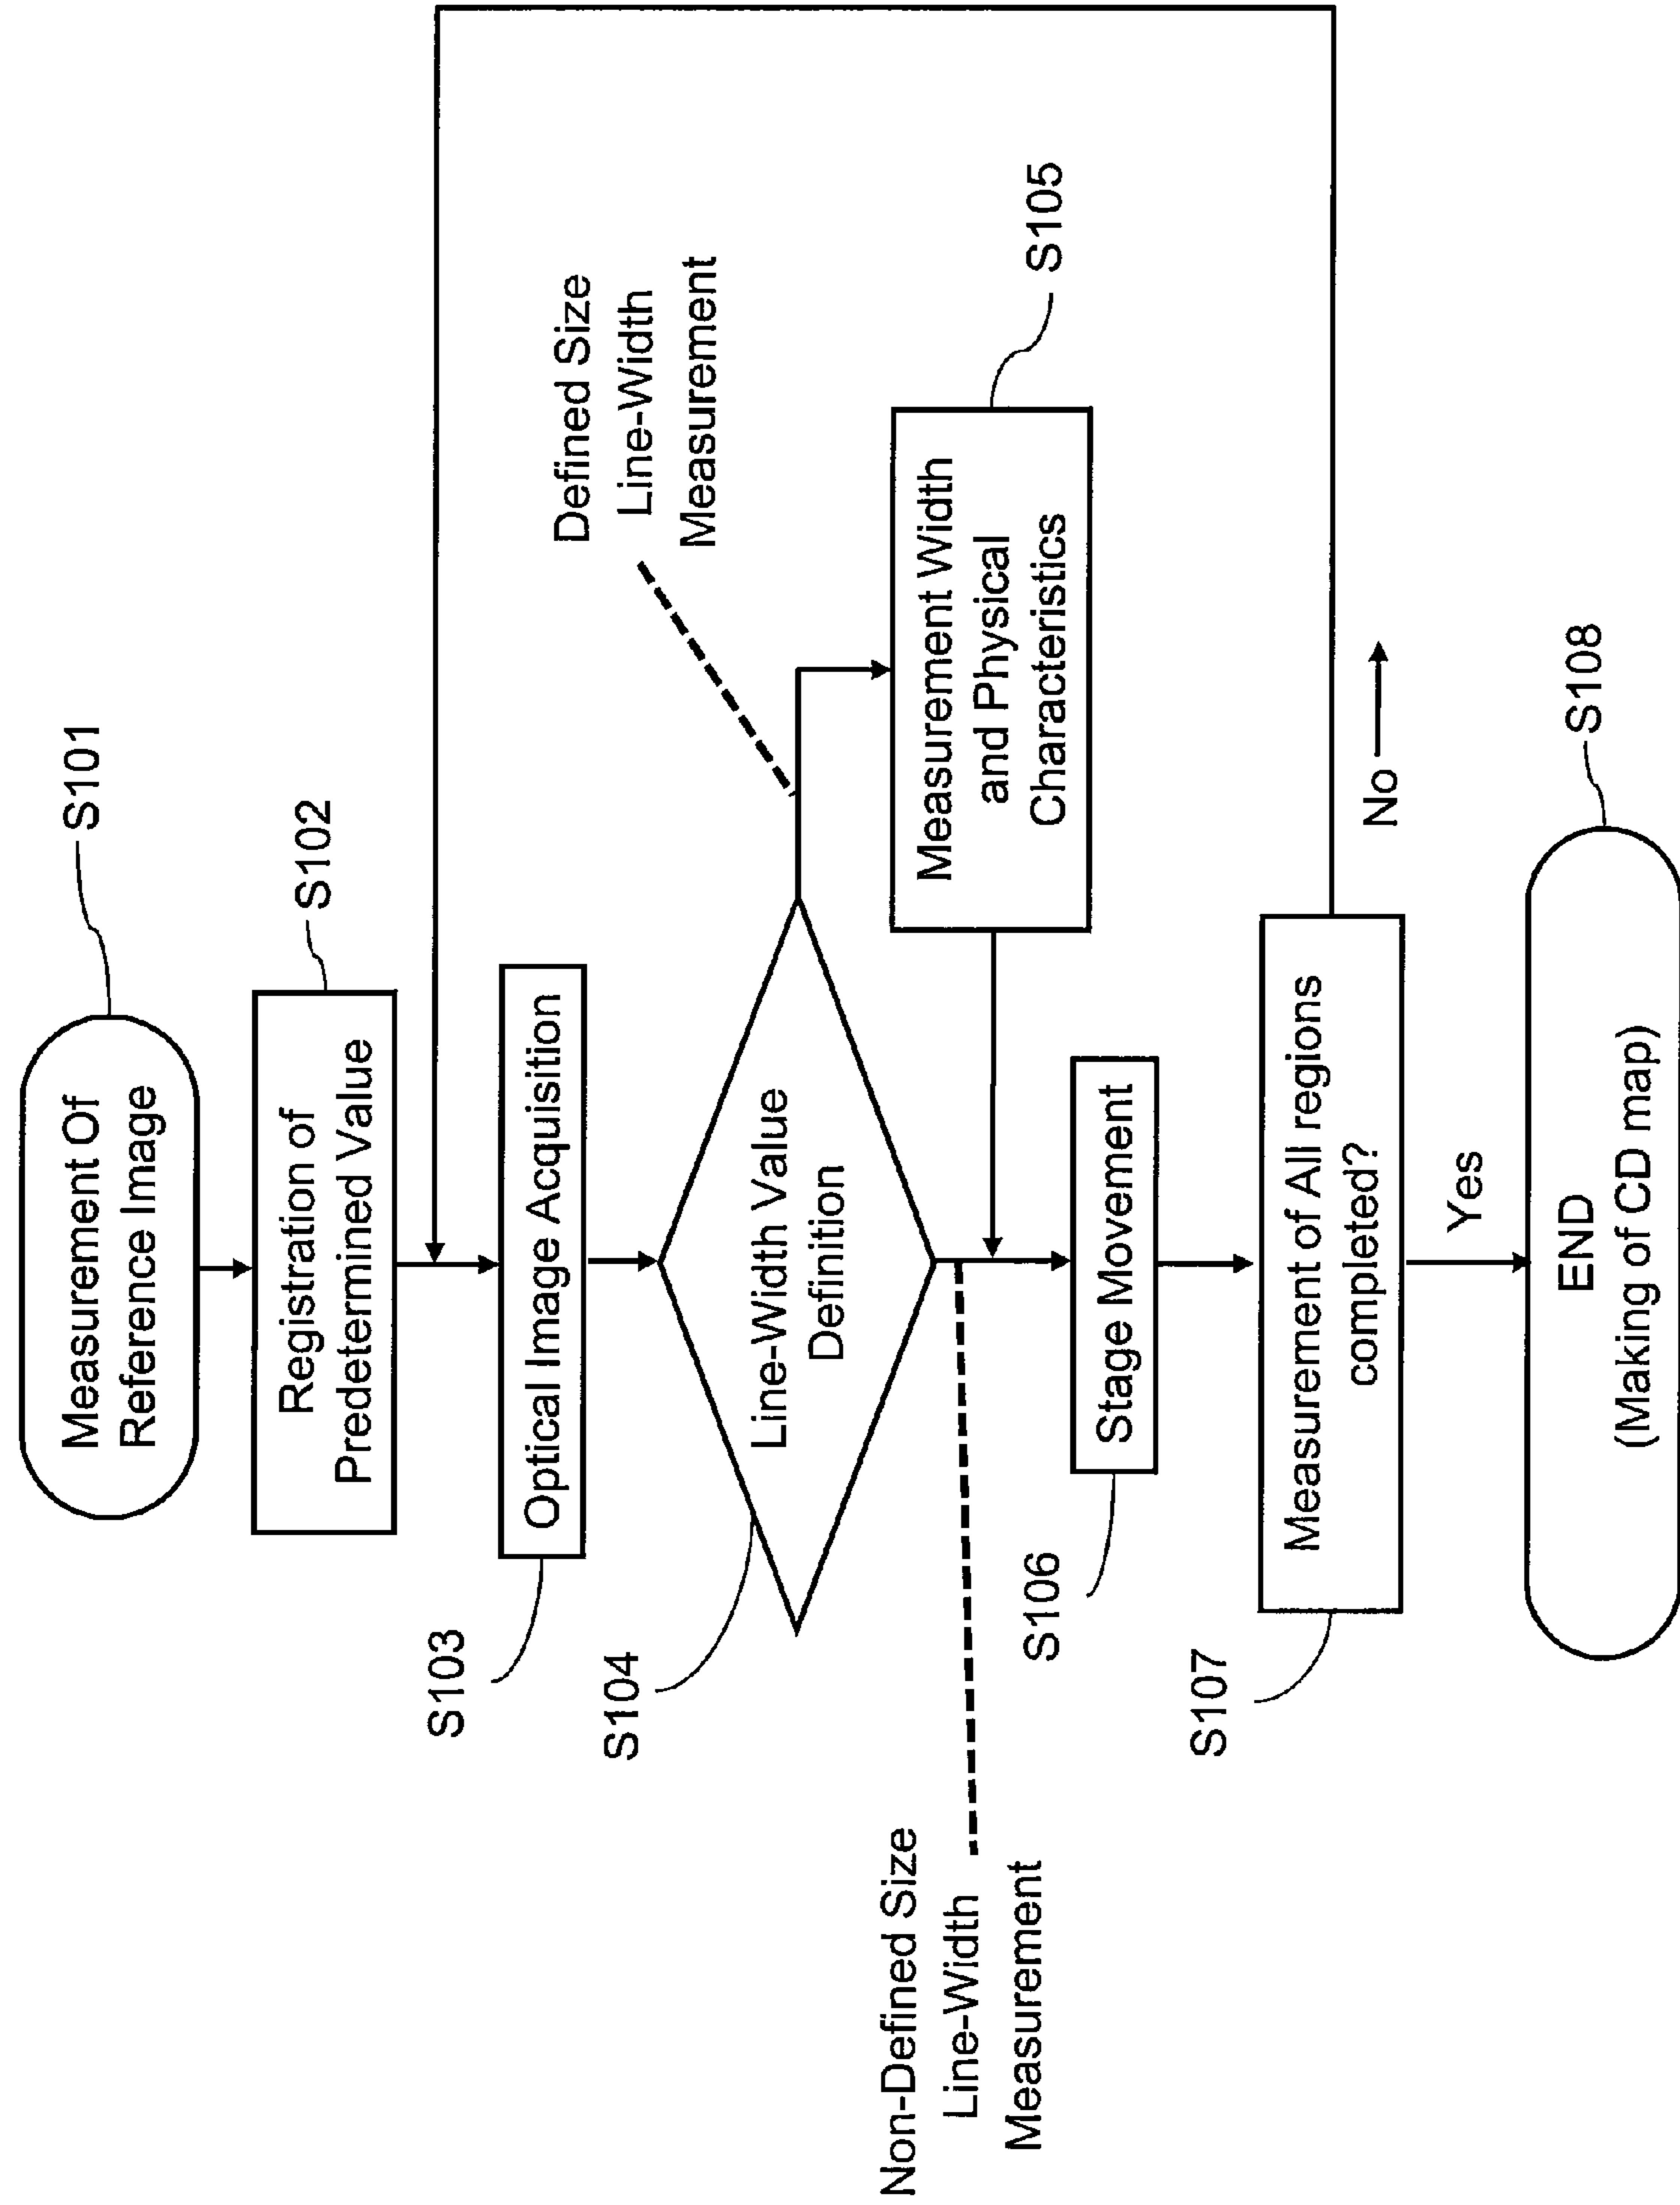 Measurement Of
Reference Image
S101
Registration of
Predetermined Value
S102
Optical Image Acquisition
S103
Line-Width Value
Definition
S104
Defined Size
Line-Width
Measurement
Measurement Width
and Physical
Characteristics
S105
Non-Defined Size
Line-Width
Measurement
Stage Movement
S106
Measurement of All regions
completed?
S107
No
Yes
END
(Making of CD map)
S108